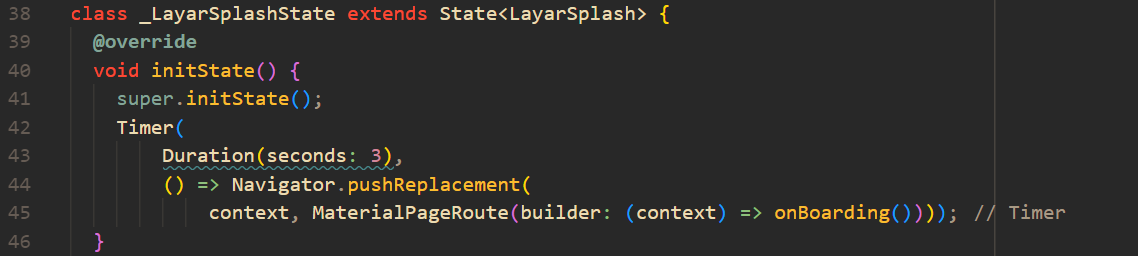 38 class _LayarSplashState extends State<LayarSplash> {
39   @override
40   void initState() {
41     super.initState();
42     Timer(
43         Duration(seconds: 3),
44         () => Navigator.pushReplacement(
45             context, MaterialPageRoute(builder: (context) => onBoarding()))); // Timer
46   }